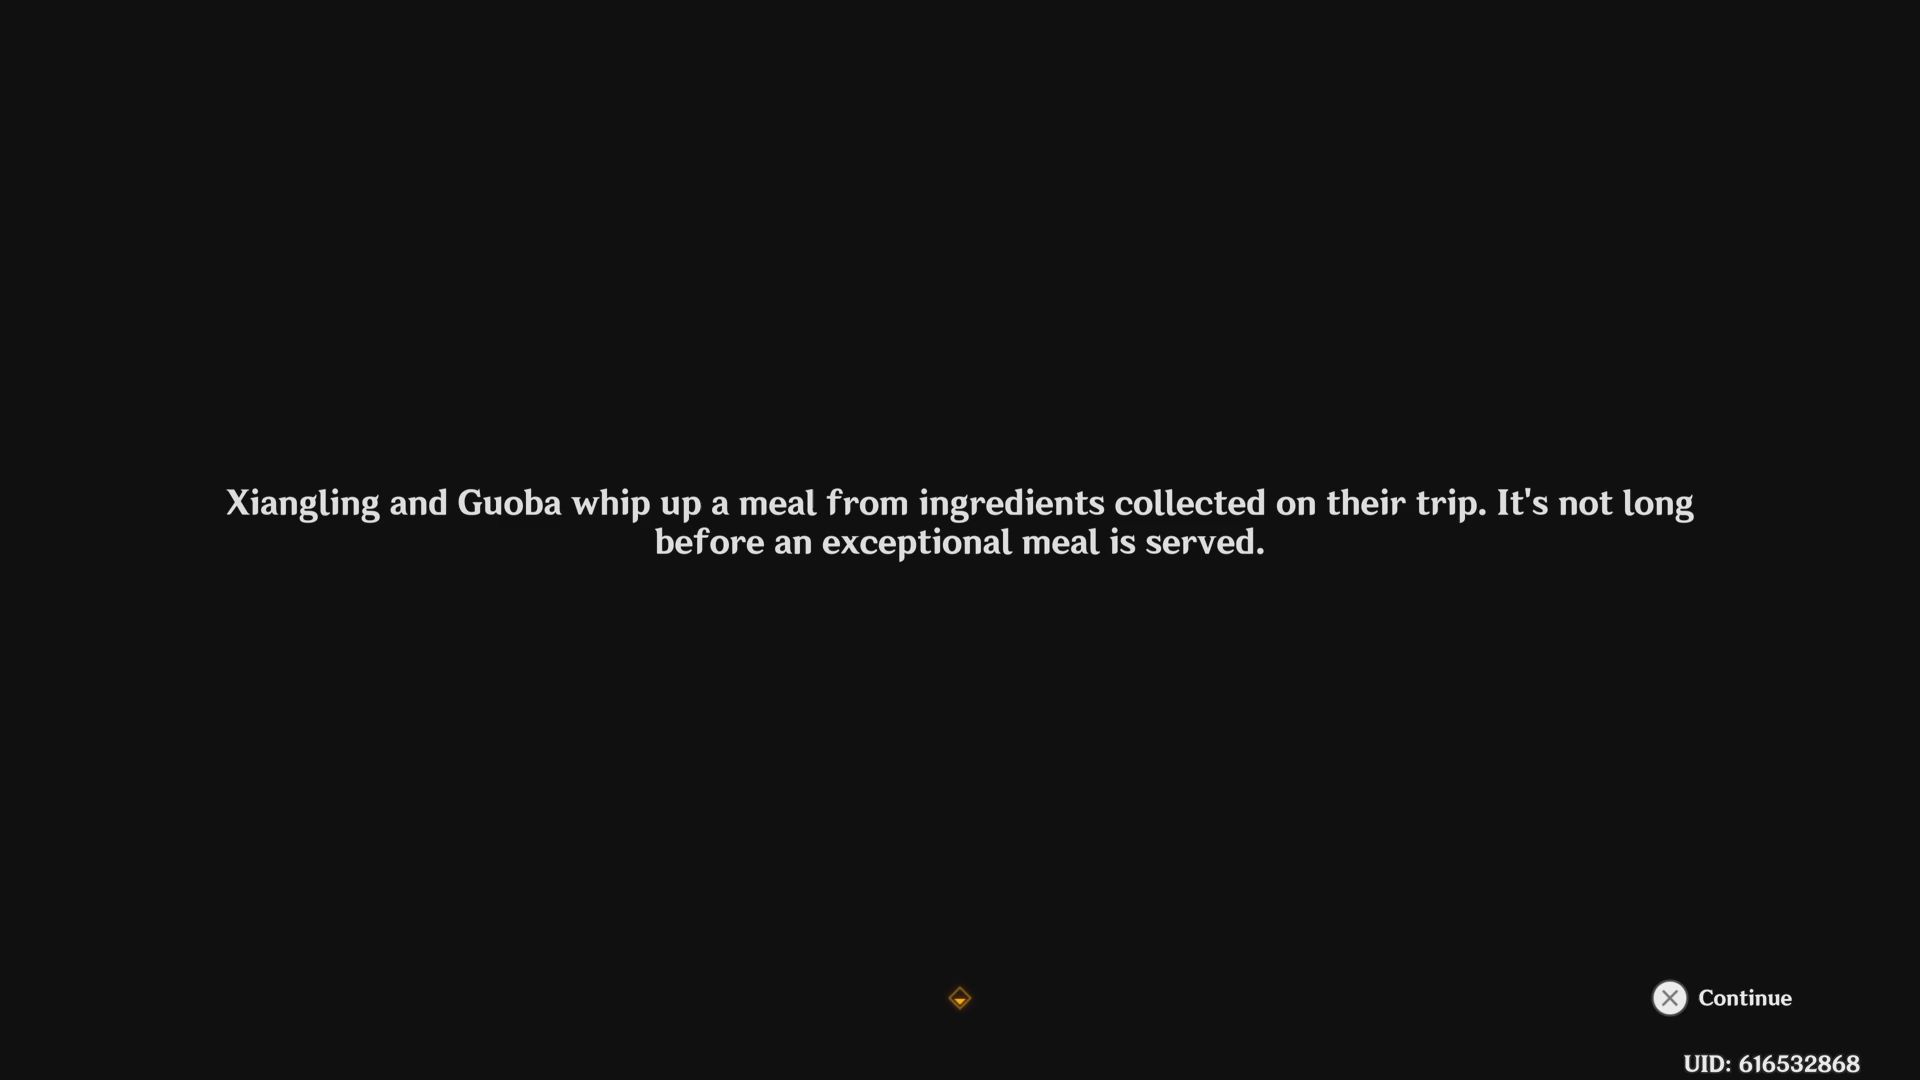 Xiangling and Guoba whip up a meal from ingredients collected on their trip. It's not long
before an exceptional meal is served.
Continue
UID: 616532868